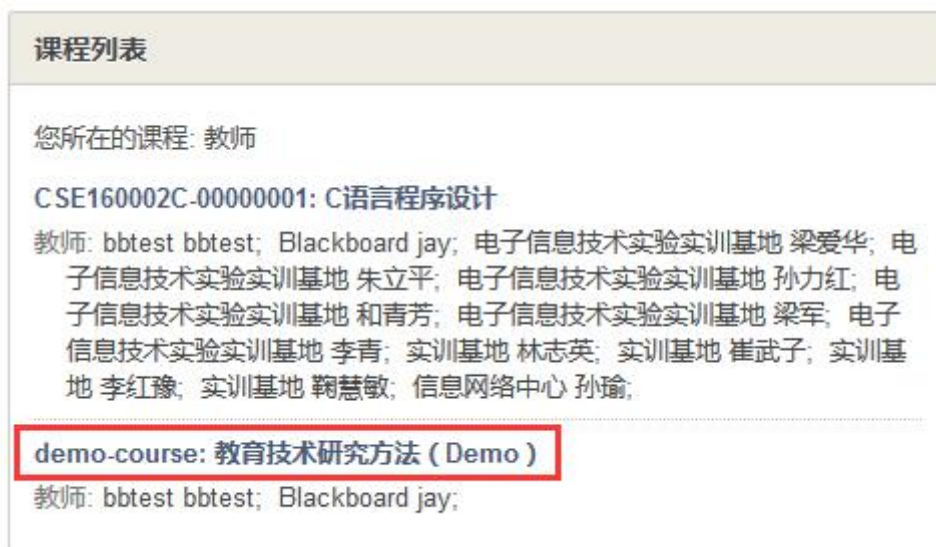 课程列表
您所在的课程: 教师
CSE160002C-00000001: C语言程序设计
教师: bbtest bbtest; Blackboard jay; 电子信息技术实验实训基地 梁爱华; 电
子信息技术实验实训基地 朱立平; 电子信息技术实验实训基地 孙力红; 电
子信息技术实验实训基地 和青芳; 电子信息技术实验实训基地 梁军; 电子
信息技术实验实训基地 李青; 实训基地 林志英; 实训基地 崔武子; 实训基
地 李红豫; 实训基地 鞠慧敏; 信息网络中心 孙瑜;
demo-course: 教育技术研究方法 ( Demo )
教师: bbtest bbtest; Blackboard jay;